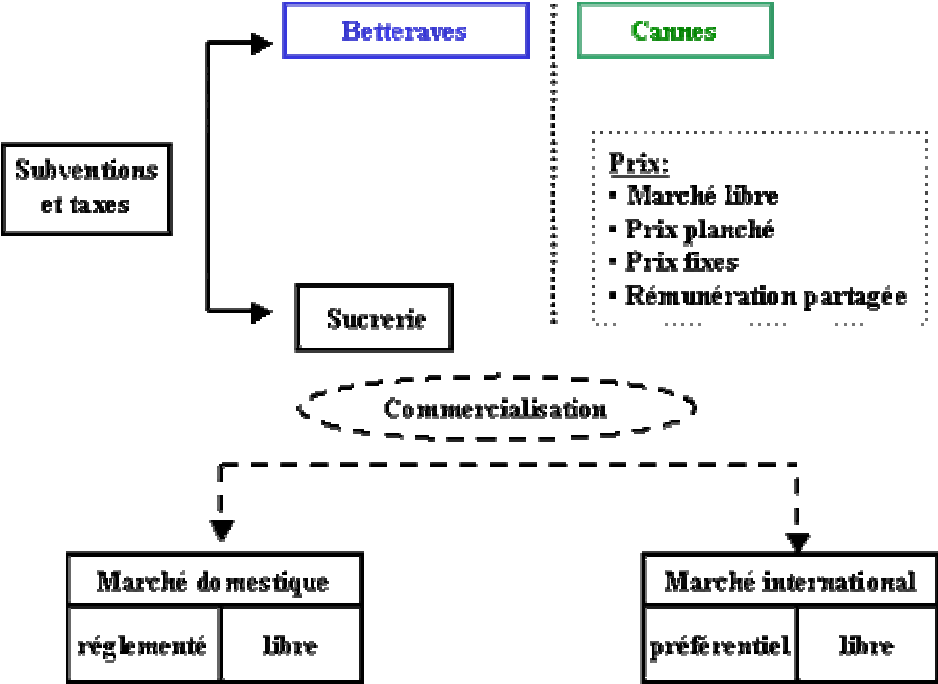 Betteraves
Cannes
Subventions
et taxes
Prix:
▪ Marché libre
▪ Prix planché
▪ Prix fixes
▪ Rémunération partagée
Sucrerie
Commercialisation
Marché domestique
réglementé
libre
Marché international
préférentiel
libre